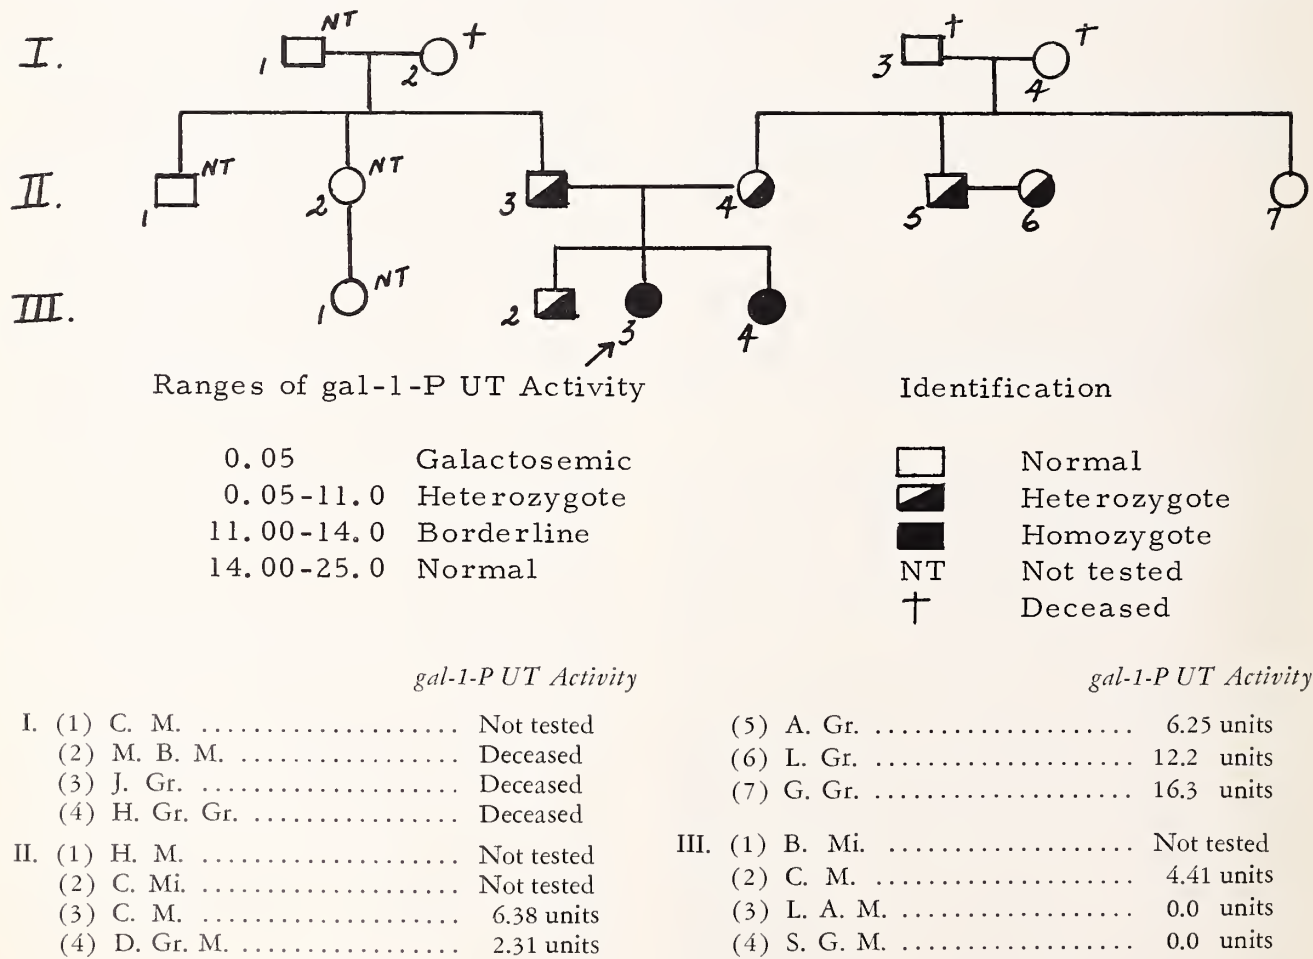 I.
1 NT 2 † 3 † 4 †
II.
1 NT 2 NT 3 4 5 6 7
III.
1 NT 2 3 4
Ranges of gal-1-P UT Activity
0.05 Galactosemic
0.05-11.0 Heterozygote
11.00-14.0 Borderline
14.00-25.0 Normal
Identification
Normal
Heterozygote
Homozygote
NT Not tested
† Deceased
gal-1-P UT Activity
I. (1) C. M. .................... Not tested
(2) M. B. M. .................. Deceased
(3) J. Gr. .................... Deceased
(4) H. Gr. Gr. ................ Deceased
II. (1) H. M. .................... Not tested
(2) C. Mi. .................... Not tested
(3) C. M. ..................... 6.38 units
(4) D. Gr. M. ................. 2.31 units
gal-1-P UT Activity
(5) A. Gr. ........................ 6.25 units
(6) L. Gr. ........................ 12.2 units
(7) G. Gr. ........................ 16.3 units
III. (1) B. Mi. ..................... Not tested
(2) C. M. ......................... 4.41 units
(3) L. A. M. ...................... 0.0 units
(4) S. G. M. ...................... 0.0 units